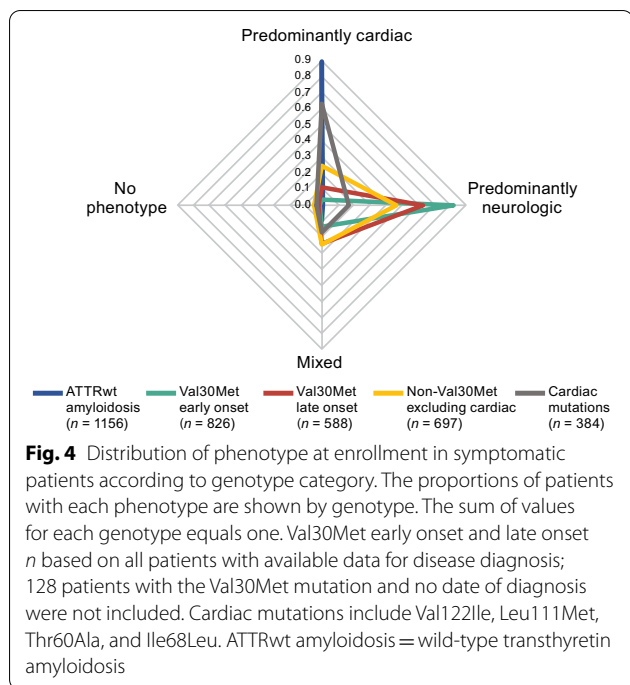 Predominantly cardiac
0.9
0.8
0.7
0.6
0.5
0.4
0.3
0.2
0.1
0.0
No
phenotype
Predominantly
neurologic
Mixed
ATTRwt
amyloidosis
(n = 1156)
Val30Met
early onset
(n = 826)
Val30Met
late onset
(n = 588)
Non-Val30Met
excluding cardiac
(n = 697)
Cardiac
mutations
(n = 384)
Fig. 4 Distribution of phenotype at enrollment in symptomatic
patients according to genotype category. The proportions of patients
with each phenotype are shown by genotype. The sum of values
for each genotype equals one. Val30Met early onset and late onset
n based on all patients with available data for disease diagnosis;
128 patients with the Val30Met mutation and no date of diagnosis
were not included. Cardiac mutations include Val122Ile, Leu111Met,
Thr60Ala, and Ile68Leu. ATTRwt amyloidosis = wild-type transthyretin
amyloidosis